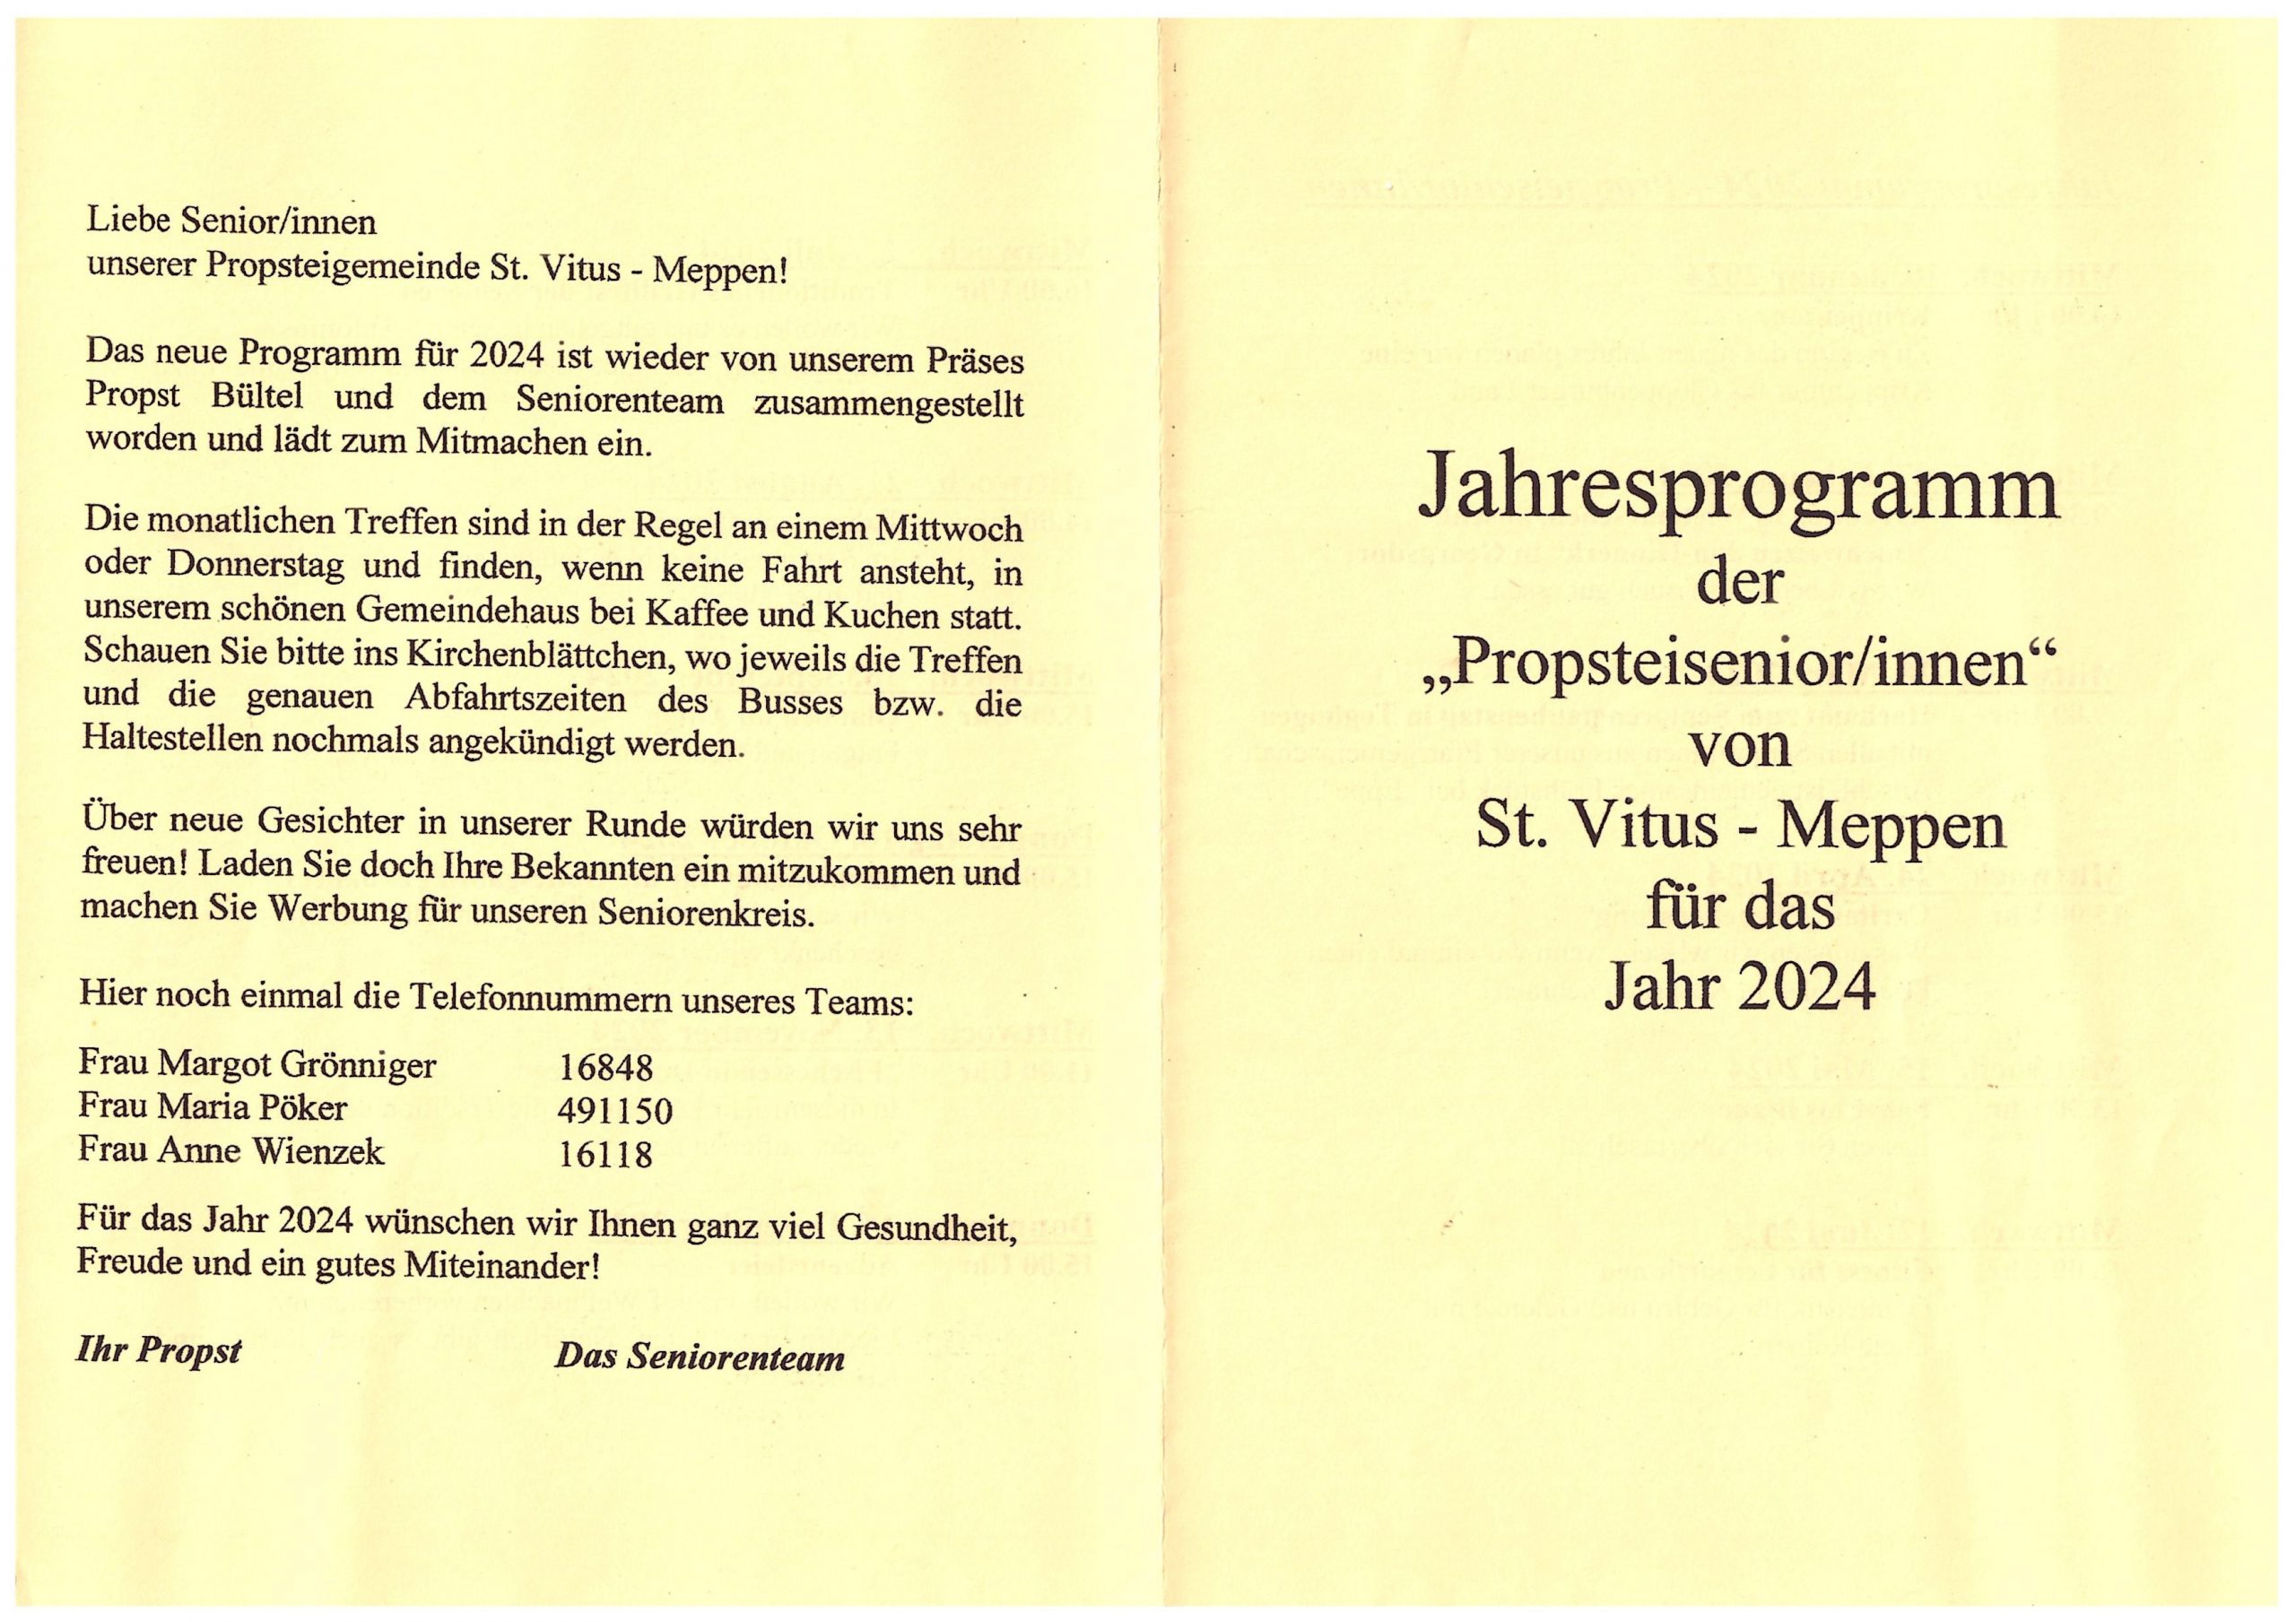 Liebe Senior/innen
unserer Propsteigemeinde St. Vitus - Meppen!
Das neue Programm für 2024 ist wieder von unserem Präses
Propst Bültel und dem Seniorenteam zusammengestellt
worden und lädt zum Mitmachen ein.
Die monatlichen Treffen sind in der Regel an einem Mittwoch
oder Donnerstag und finden, wenn keine Fahrt ansteht, in
unserem schönen Gemeindehaus bei Kaffee und Kuchen statt.
Schauen Sie bitte ins Kirchenblättchen, wo jeweils die Treffen
und die genauen Abfahrtszeiten des Busses bzw. die
Haltestellen nochmals angekündigt werden.
Über neue Gesichter in unserer Runde würden wir uns sehr
freuen! Laden Sie doch Ihre Bekannten ein mitzukommen und
machen Sie Werbung für unseren Seniorenkreis.
Hier noch einmal die Telefonnummern unseres Teams:
Frau Margot Grönniger 16848
Frau Maria Pöker 491150
Frau Anne Wienzek 16118
Für das Jahr 2024 wünschen wir Ihnen ganz viel Gesundheit,
Freude und ein gutes Miteinander!
Ihr Propst Das Seniorenteam
Jahresprogramm
der
„Propsteisenior/innen“
von
St. Vitus - Meppen
für das
Jahr 2024